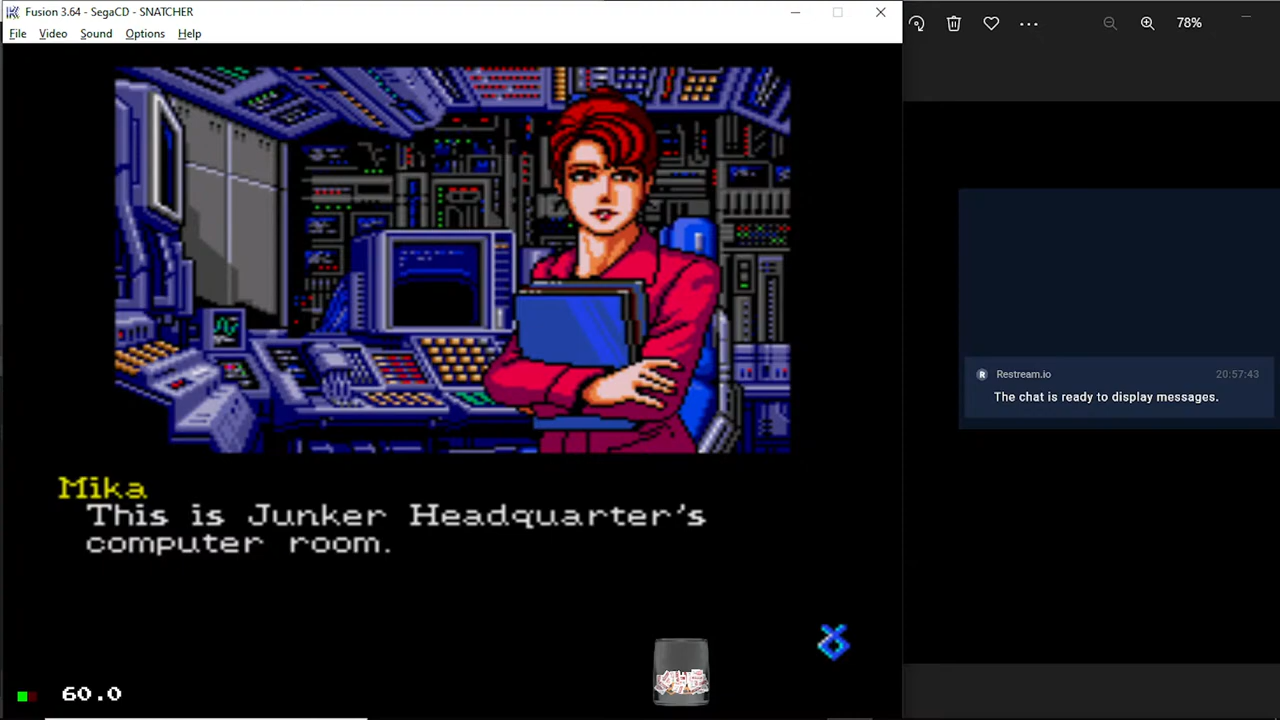 Fusion 3.64 - SegaCD - SNATCHER
File Video Sound Options Help
78%
Restream.io 20:57:43
The chat is ready to display messages.
Mika
This is Junker Headquarter's
computer room.
60.0